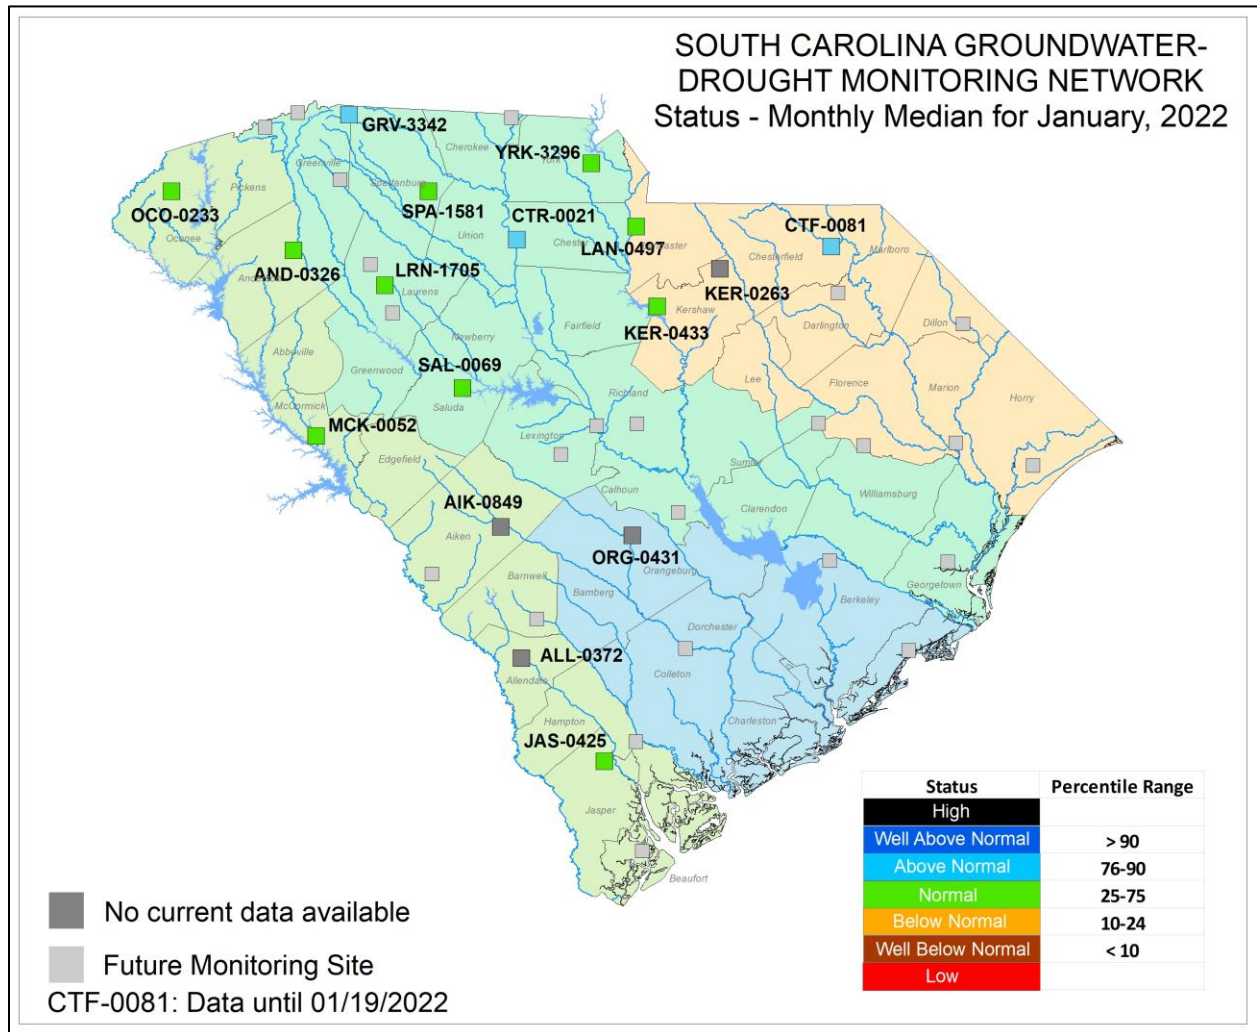 SOUTH CAROLINA GROUNDWATER-
DROUGHT MONITORING NETWORK
Status - Monthly Median for January, 2022
GRV-3342
Cherokee
YRK-3296
York
Greenville
Pickens
Spartanburg
OCO-0233
SPA-1581
CTR-0021
CTF-0081
Oconee
Union
Chester
LAN-0497
Lancaster
Chesterfield
Marlboro
AND-0326
Anderson
LRN-1705
Laurens
KER-0263
KER-0433
Kershaw
Darlington
Dillon
Fairfield
Newberry
Abbeville
Greenwood
SAL-0069
Saluda
Lee
Florence
Marion
Horry
Richland
McCormick
MCK-0052
Lexington
Edgefield
Sumter
Calhoun
Williamsburg
Clarendon
AIK-0849
Aiken
ORG-0431
Orangeburg
Barnwell
Bamberg
Georgetown
Berkeley
Dorchester
ALL-0372
Allendale
Colleton
Hampton
Charleston
JAS-0425
Jasper
Beaufort
Status Percentile Range
High
Well Above Normal > 90
Above Normal 76-90
Normal 25-75
Below Normal 10-24
Well Below Normal < 10
Low
No current data available
Future Monitoring Site
CTF-0081: Data until 01/19/2022